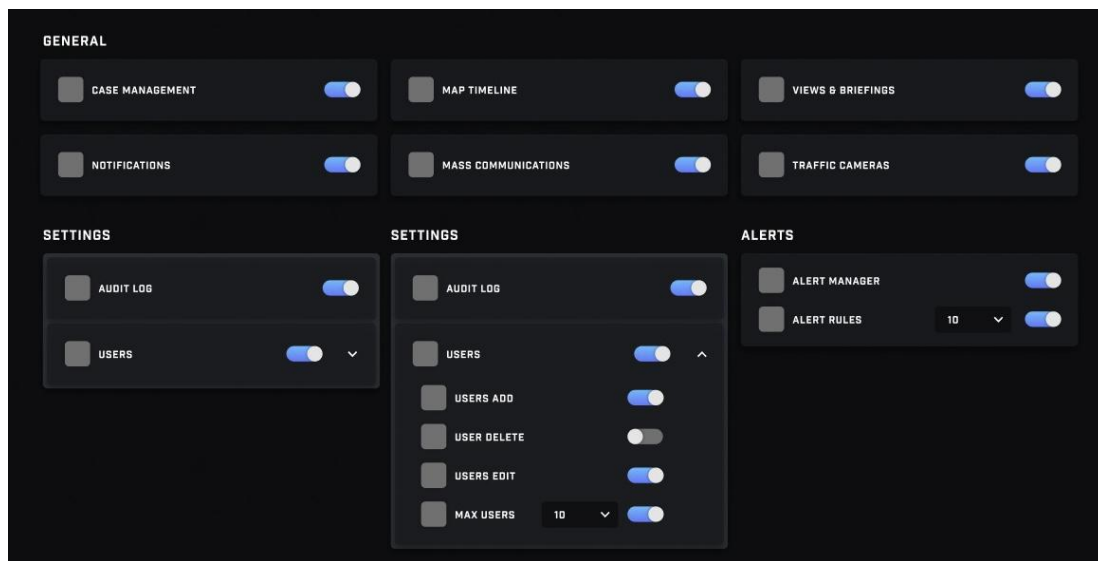 GENERAL
CASE MANAGEMENT
MAP TIMELINE
VIEWS & BRIEFINGS
NOTIFICATIONS
MASS COMMUNICATIONS
TRAFFIC CAMERAS
SETTINGS
AUDIT LOG
USERS
SETTINGS
AUDIT LOG
USERS
USERS ADD
USER DELETE
USERS EDIT
MAX USERS 10
ALERTS
ALERT MANAGER
ALERT RULES 10